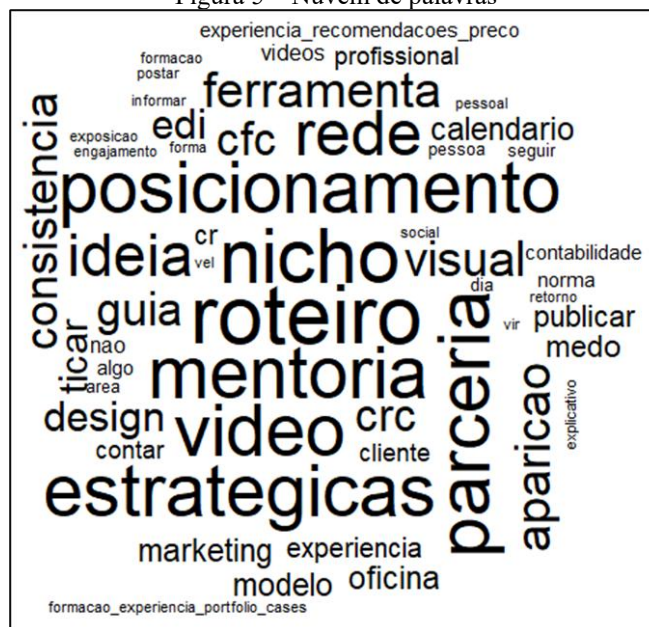 Figura 5 – Nuvem de palavras
experiencia_recomendacoes_preco
formacao videos profissional
postar
informar ferramenta pessoal
exposicao edi cfc rede calendario
engajamento forma pessoa seguir
consistencia
posicionamento
ideia cr nicho social visual contabilidade
vel
dia norma
retorno
guia roteiro parceria vir publicar
ticar nao medo
algo mentoria
area
design video crc aparicao explicativo
contar cliente
estrategicas
marketing experiencia
modelo oficina
formacao_experiencia_portfolio_cases